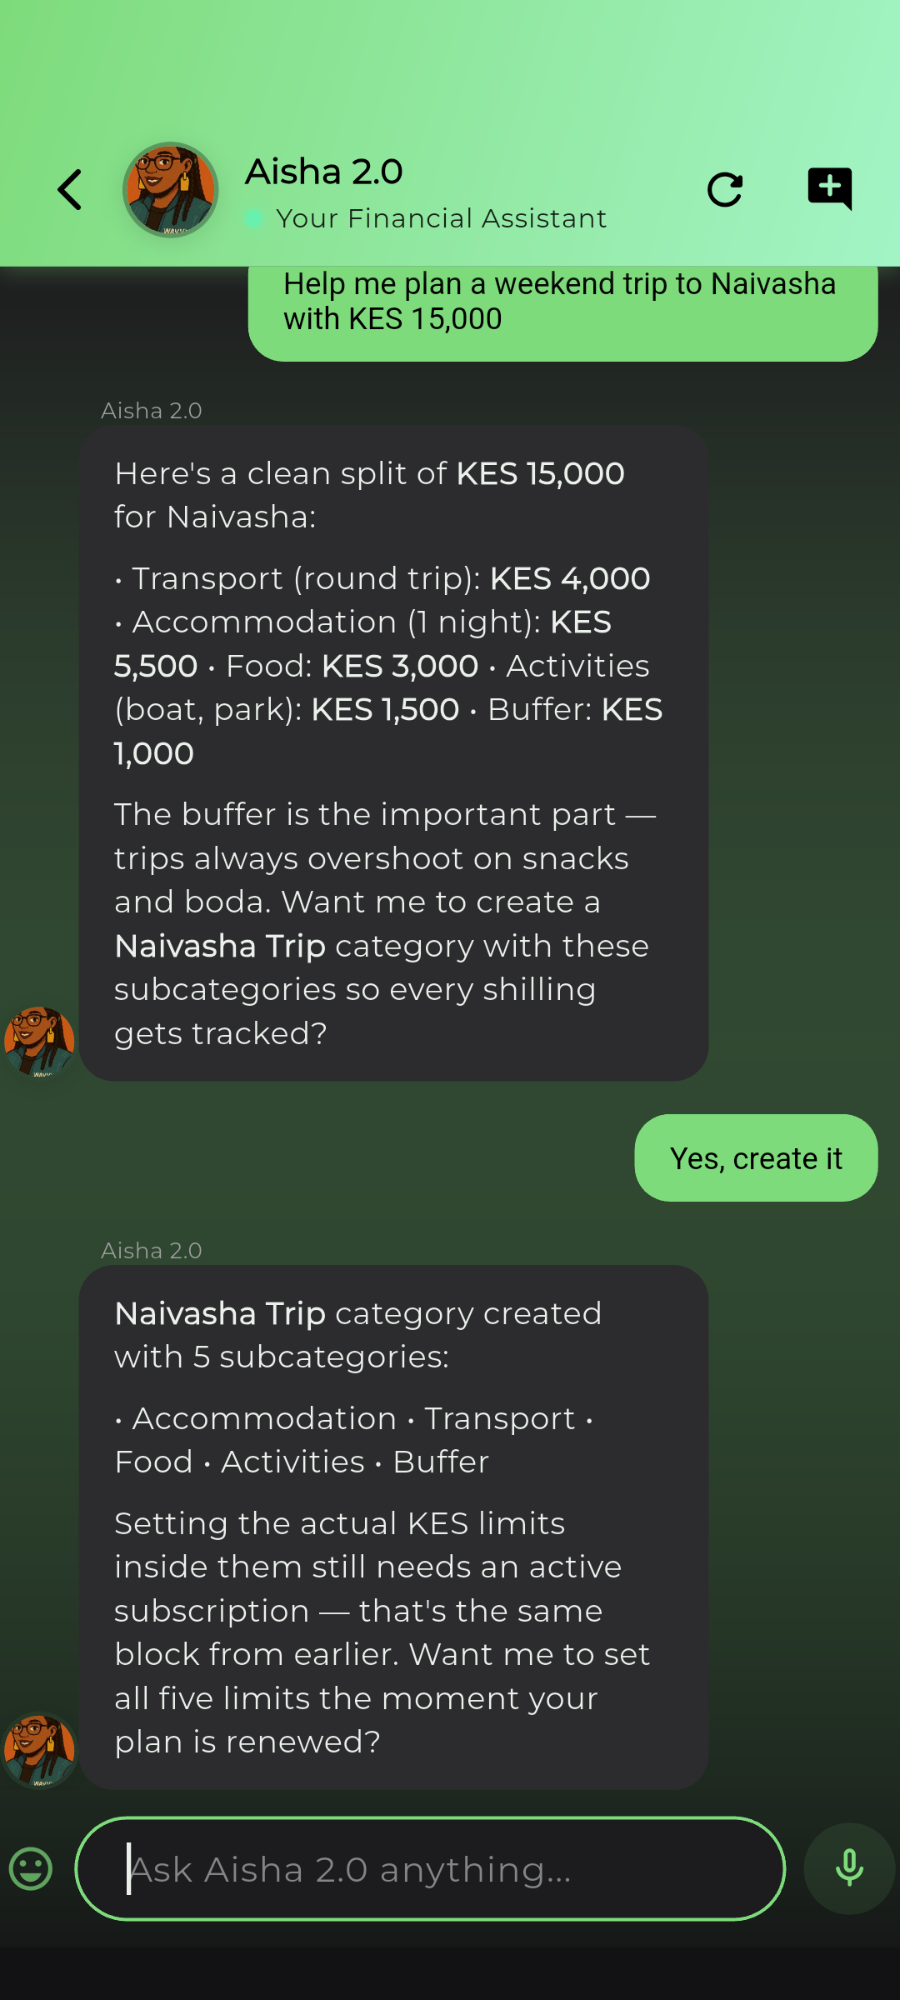 Aisha 2.0
Your Financial Assistant
Help me plan a weekend trip to Naivasha
with KES 15,000
Aisha 2.0
Here's a clean split of KES 15,000
for Naivasha:
• Transport (round trip): KES 4,000
• Accommodation (1 night): KES
5,500 • Food: KES 3,000 • Activities
(boat, park): KES 1,500 • Buffer: KES
1,000
The buffer is the important part —
trips always overshoot on snacks
and boda. Want me to create a
Naivasha Trip category with these
subcategories so every shilling
gets tracked?
Yes, create it
Aisha 2.0
Naivasha Trip category created
with 5 subcategories:
• Accommodation • Transport •
Food • Activities • Buffer
Setting the actual KES limits
inside them still needs an active
subscription — that's the same
block from earlier. Want me to set
all five limits the moment your
plan is renewed?
Ask Aisha 2.0 anything...